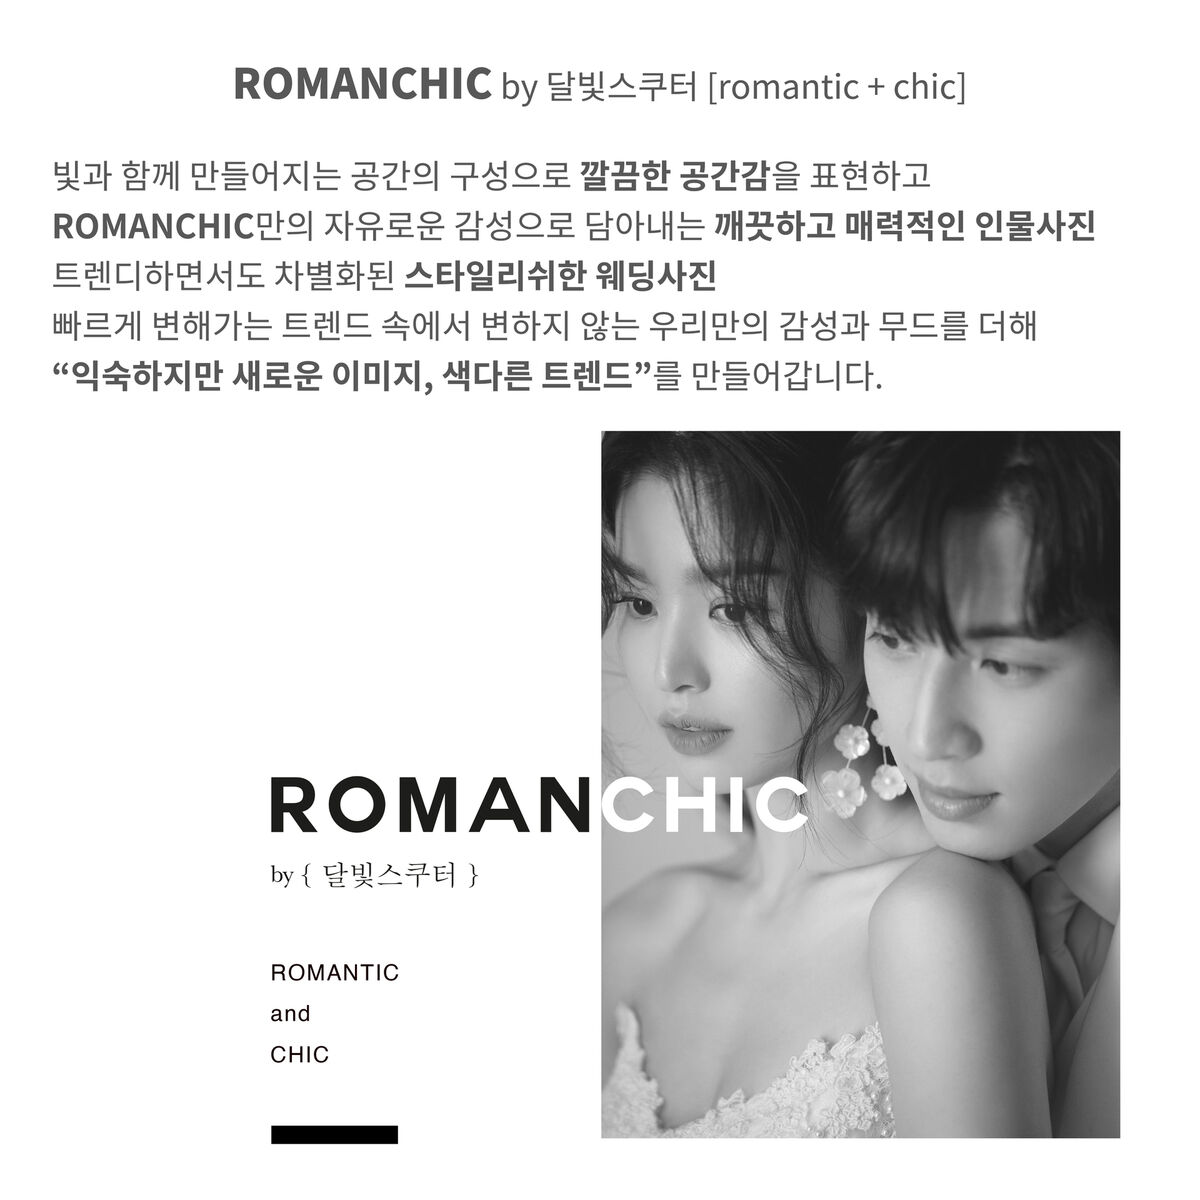 ROMANCHIC by 달빛스쿠터 [romantic + chic]
빛과 함께 만들어지는 공간의 구성으로 깔끔한 공간감을 표현하고
ROMANCHIC만의 자유로운 감성으로 담아내는 깨끗하고 매력적인 인물사진
트렌디하면서도 차별화된 스타일리쉬한 웨딩사진
빠르게 변해가는 트렌드 속에서 변하지 않는 우리만의 감성과 무드를 더해
“익숙하지만 새로운 이미지, 색다른 트렌드”를 만들어갑니다.
ROMANCHIC
by { 달빛스쿠터 }
ROMANTIC
and
CHIC